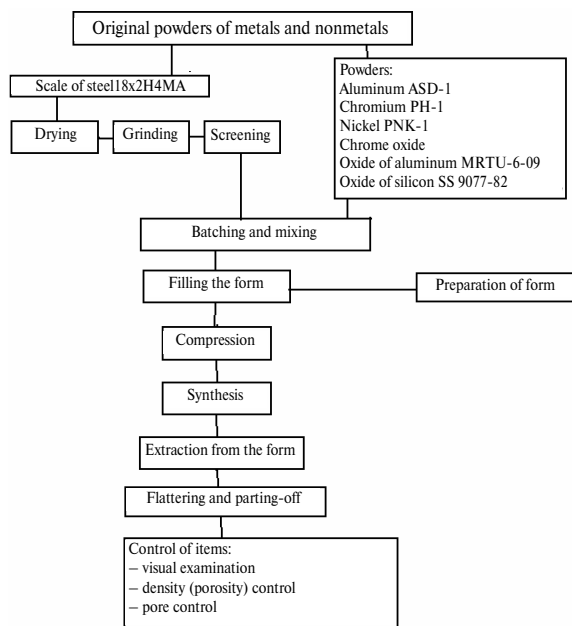 Original powders of metals and nonmetals
Scale of steel18x2H4MA
Drying
Grinding
Screening
Powders:
Aluminum ASD-1
Chromium PH-1
Nickel PNK-1
Chrome oxide
Oxide of aluminum MRTU-6-09
Oxide of silicon SS 9077-82
Batching and mixing
Filling the form
Preparation of form
Compression
Synthesis
Extraction from the form
Flattering and parting-off
Control of items:
– visual examination
– density (porosity) control
– pore control